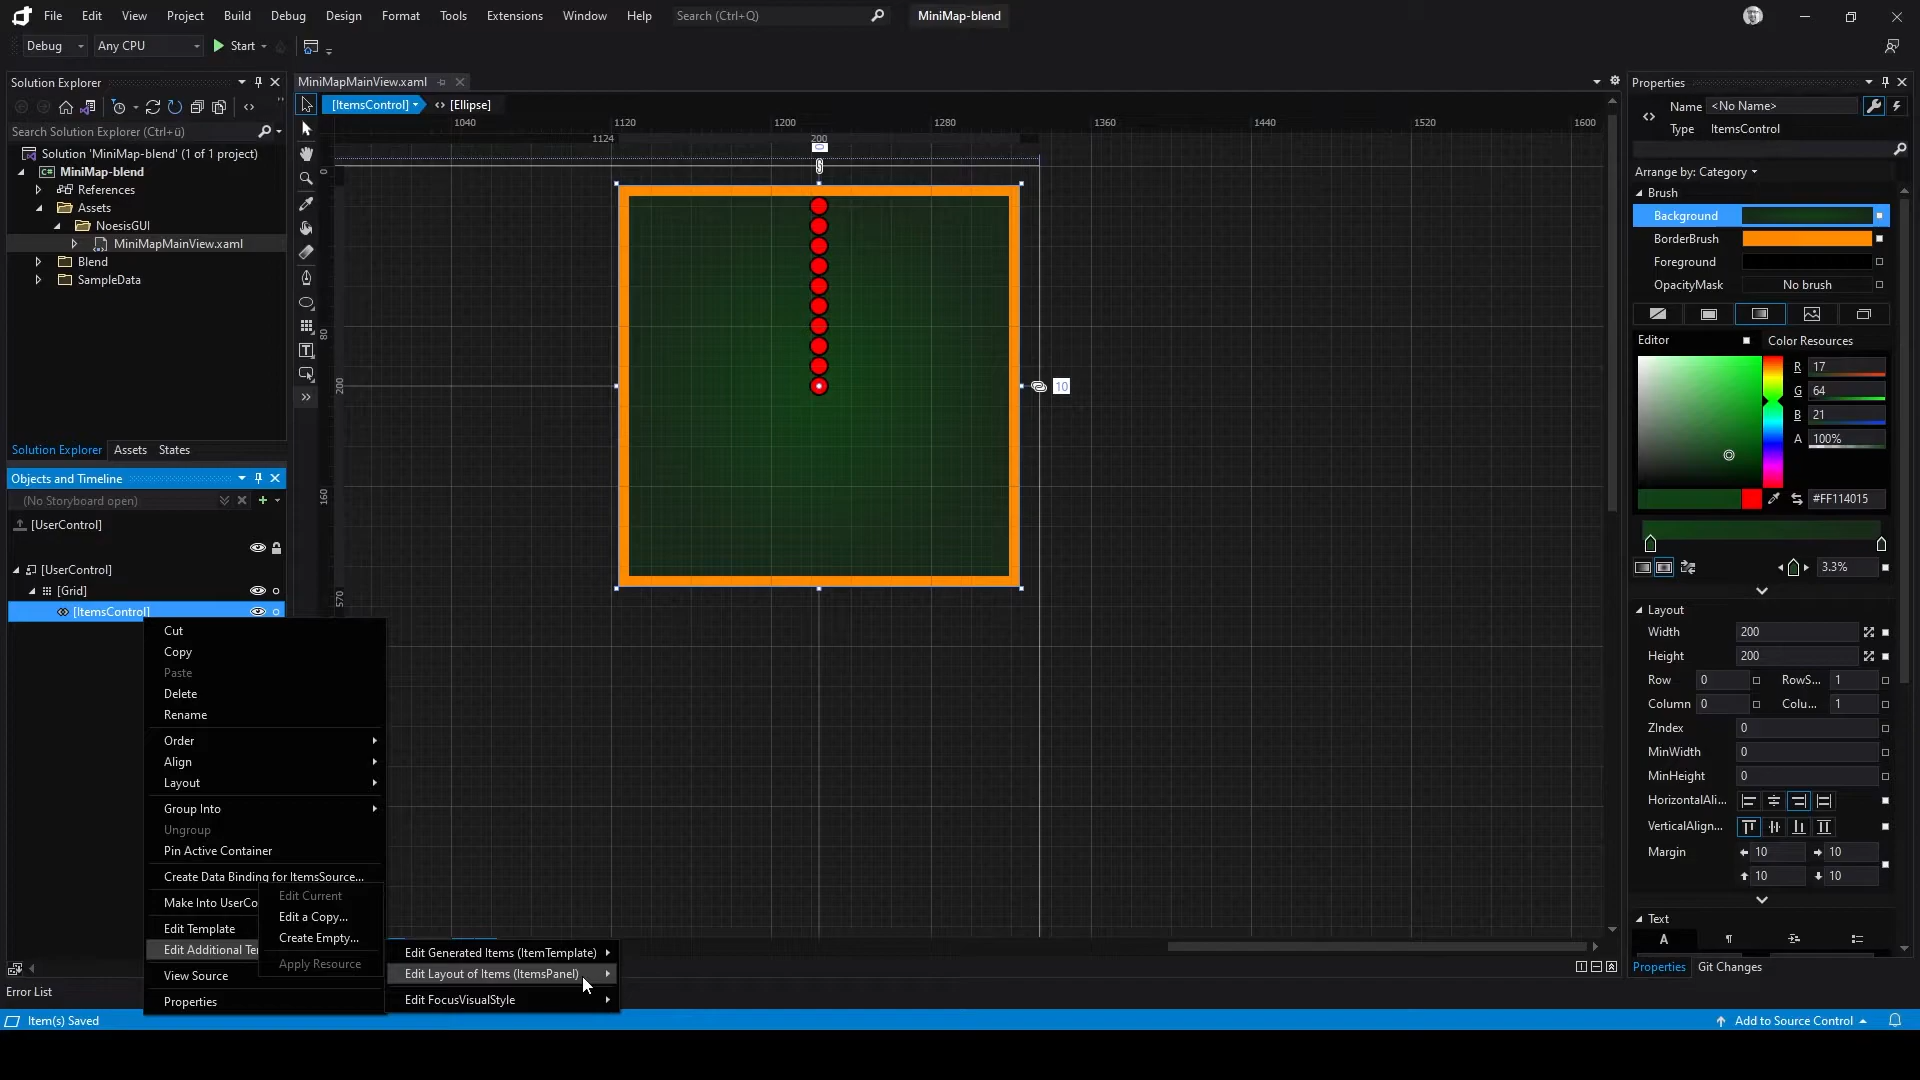 File Edit View Project Build Debug Design Format Tools Extensions Window Help Search (Ctrl+Q) MiniMap-blend
Debug Any CPU Start
Solution Explorer
Search Solution Explorer (Ctrl+ü)
Solution 'MiniMap-blend' (1 of 1 project)
MiniMap-blend
References
Assets
NoesisGUI
MiniMapMainView.xaml
Blend
SampleData
Solution Explorer Assets States
Objects and Timeline
(No Storyboard open)
[UserControl]
[UserControl]
[Grid]
[ItemsControl]
Cut
Copy
Paste
Delete
Rename
Order
Align
Layout
Group Into
Ungroup
Pin Active Container
Create Data Binding for ItemsSource...
Make Into UserCo
Edit Template
Edit Additional Te
View Source
Properties
Edit Current
Edit a Copy...
Create Empty...
Apply Resource
Edit Generated Items (ItemTemplate)
Edit Layout of Items (ItemsPanel)
Edit FocusVisualStyle
MiniMapMainView.xaml
[ItemsControl] [Ellipse]
1040 1120 1200 1280 1360 1440 1520 1600
1124 200
0
0
80
200
160
570
10
Properties
Name <No Name>
Type ItemsControl
Arrange by: Category
Brush
Background
BorderBrush
Foreground
OpacityMask No brush
Editor Color Resources
R 17
G 64
B 21
A 100%
#FF114015
3.3%
Layout
Width 200
Height 200
Row 0 RowS... 1
Column 0 Colu... 1
ZIndex 0
MinWidth 0
MinHeight 0
HorizontalAli...
VerticalAlign...
Margin 10 10
10 10
Text
A
Properties Git Changes
Error List
Item(s) Saved Add to Source Control